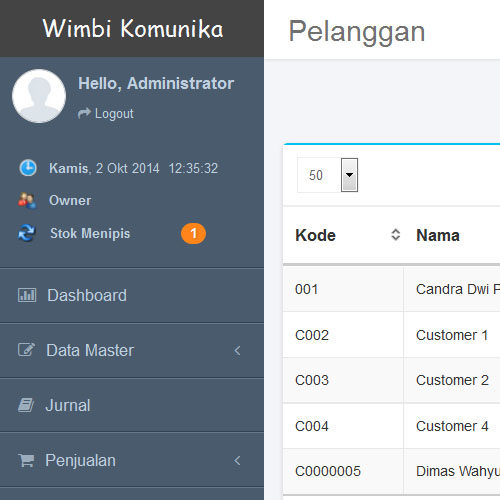 Wimbi Komunika
Pelanggan
Hello, Administrator
Logout
Kamis, 2 Okt 2014 12:35:32
Owner
Stok Menipis 1
Dashboard
Data Master
Jurnal
Penjualan
50
Kode Nama
001 Candra Dwi
C002 Customer 1
C003 Customer 2
C004 Customer 4
C0000005 Dimas Wahyu